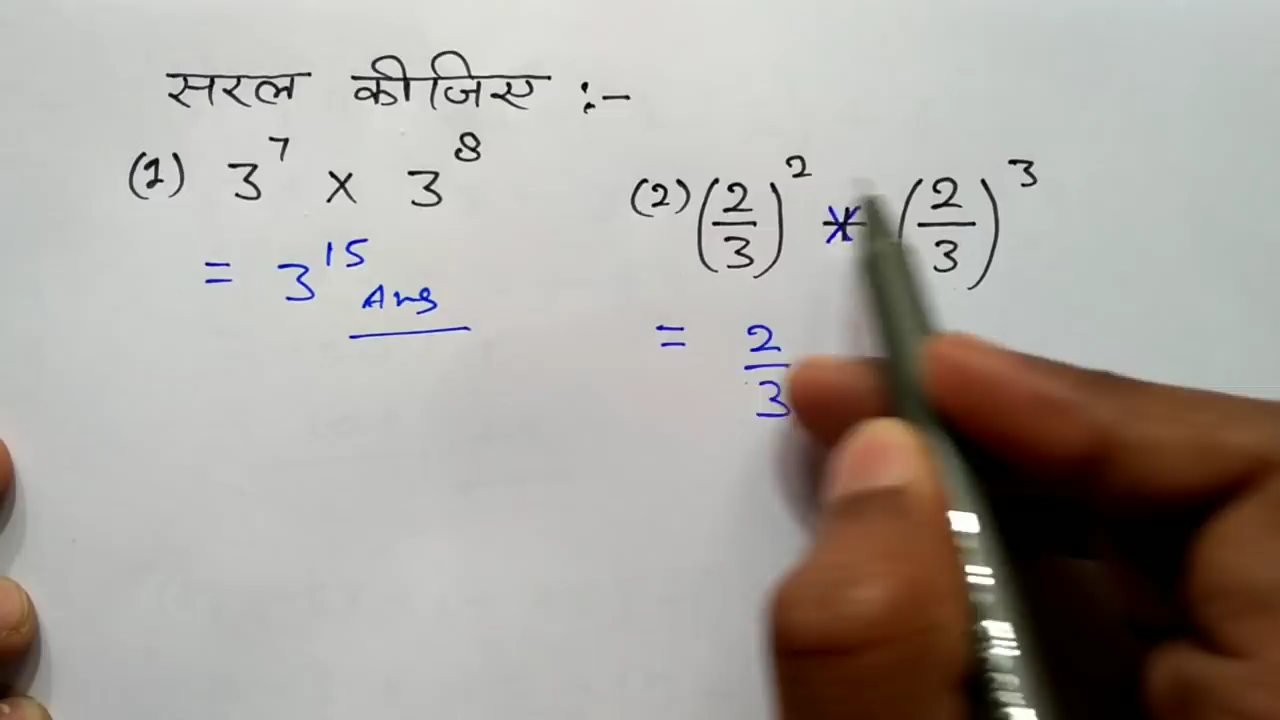 सरल कीजिए :-
(1) 3^7 × 3^8
= 3^15 Ans
(2) (2/3)^2 × (2/3)^3
= 2/3